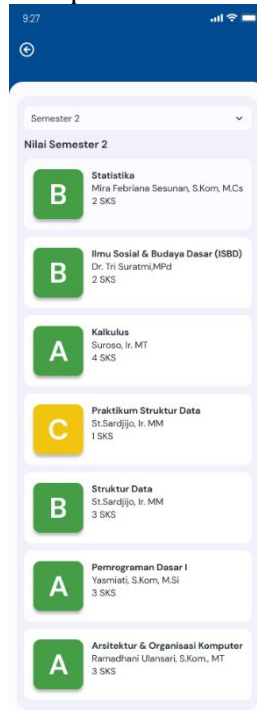 9:27
Semester 2
Nilai Semester 2
B
Statistika
Mira Febriana Sesunan, S.Kom, M.Cs
2 SKS
B
Ilmu Sosial & Budaya Dasar (ISBD)
Dr. Tri Suratmi,MPd
2 SKS
A
Kalkulus
Suroso, Ir. MT
4 SKS
C
Praktikum Struktur Data
St.Sardjijo, Ir. MM
1 SKS
B
Struktur Data
St.Sardjijo, Ir. MM
3 SKS
A
Pemrograman Dasar I
Yasmiati, S.Kom, M.Si
3 SKS
A
Arsitektur & Organisasi Komputer
Ramadhani Ulansari, S.Kom., MT
3 SKS